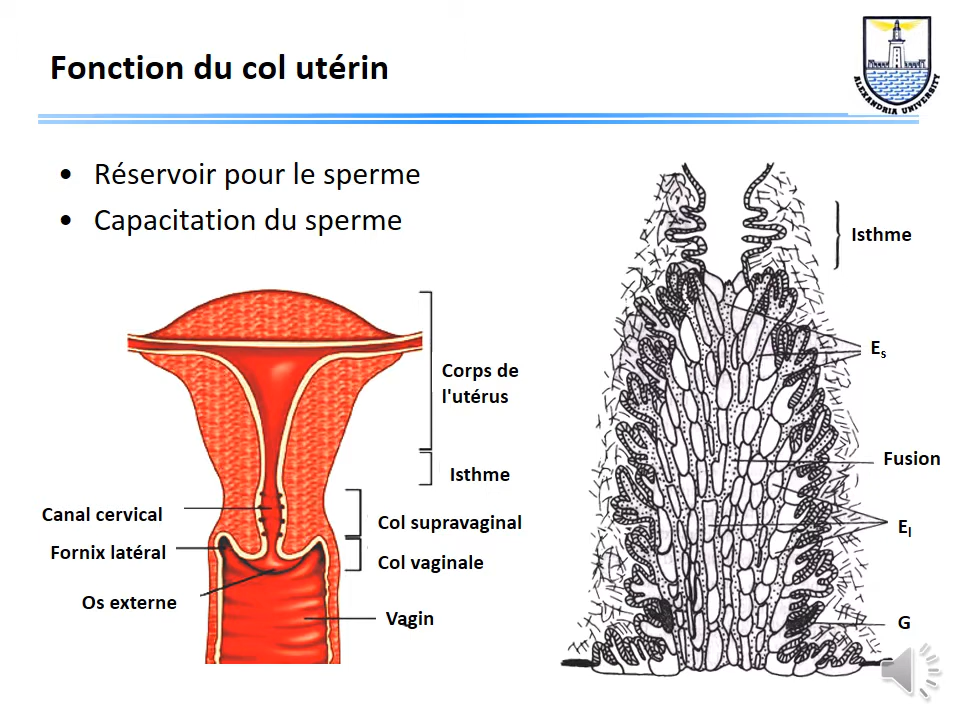 Fonction du col utérin
ALEXANDRIA UNIVERSITY
• Réservoir pour le sperme
• Capacitation du sperme
Corps de
l'utérus
Isthme
Canal cervical
Col supravaginal
Fornix latéral
Col vaginale
Os externe
Vagin
Isthme
Es
Fusion
El
G